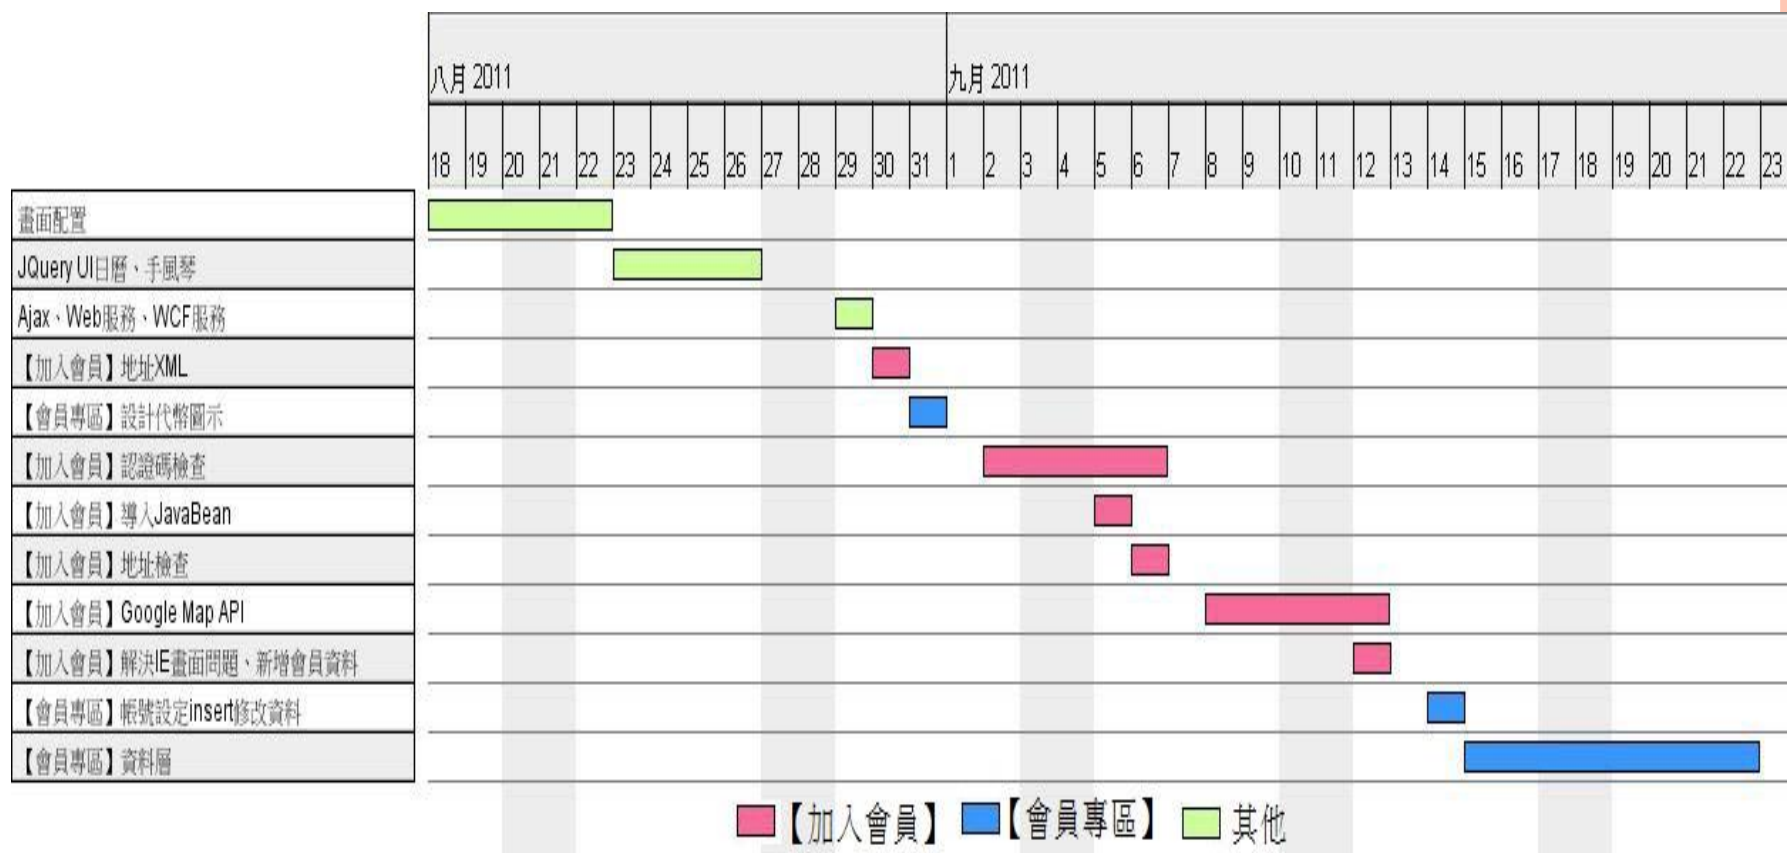 八月 2011 九月 2011
18 19 20 21 22 23 24 25 26 27 28 29 30 31 1 2 3 4 5 6 7 8 9 10 11 12 13 14 15 16 17 18 19 20 21 22 23
畫面配置
JQuery UI日曆、手風琴
Ajax、Web服務、WCF服務
【加入會員】地址XML
【會員專區】設計代幣圖示
【加入會員】認證碼檢查
【加入會員】導入JavaBean
【加入會員】地址檢查
【加入會員】Google Map API
【加入會員】解決IE畫面問題、新增會員資料
【會員專區】帳號設定insert修改資料
【會員專區】資料層
【加入會員】 【會員專區】 其他